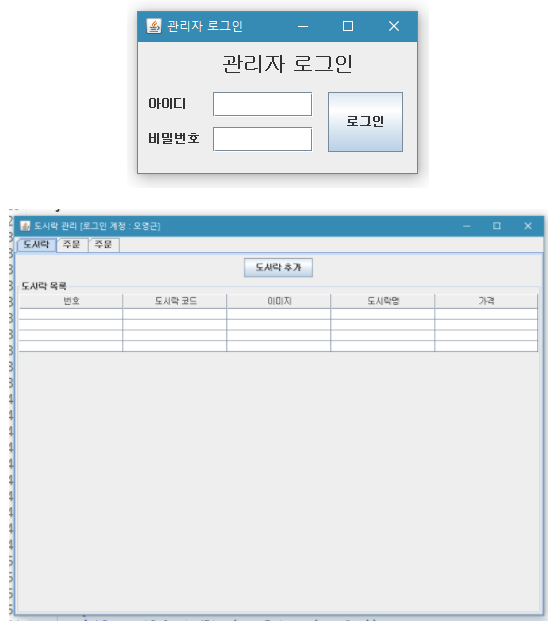 관리자 로그인
관리자 로그인
아이디
로그인
비밀번호
도시락 관리 [로그인 계정 : 오영근]
도시락 주문 주문
도시락 추가
도시락 목록
번호 도시락 코드 이미지 도시락명 가격